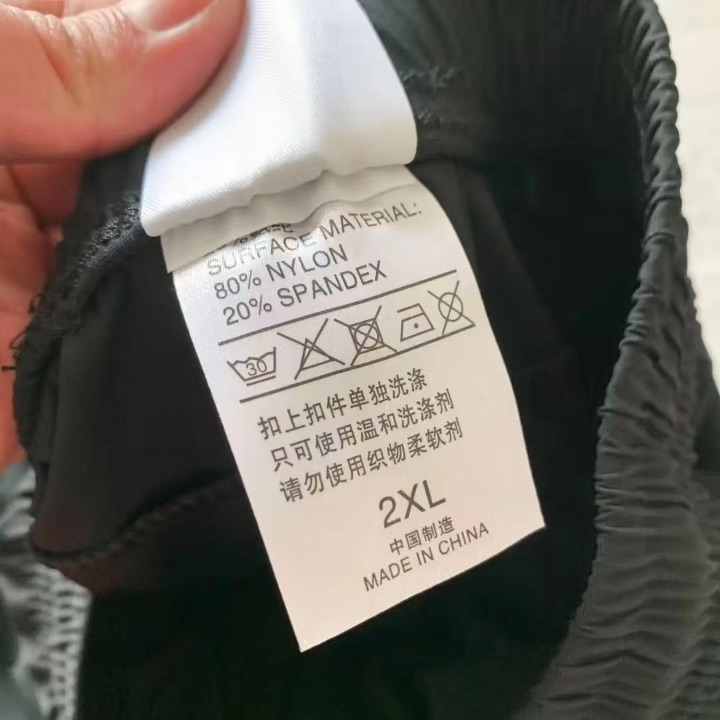 SURFACE MATERIAL:
80% NYLON
20% SPANDEX
30
扣上扣件单独洗涤
只可使用温和洗涤剂
请勿使用织物柔软剂
2XL
中国制造
MADE IN CHINA